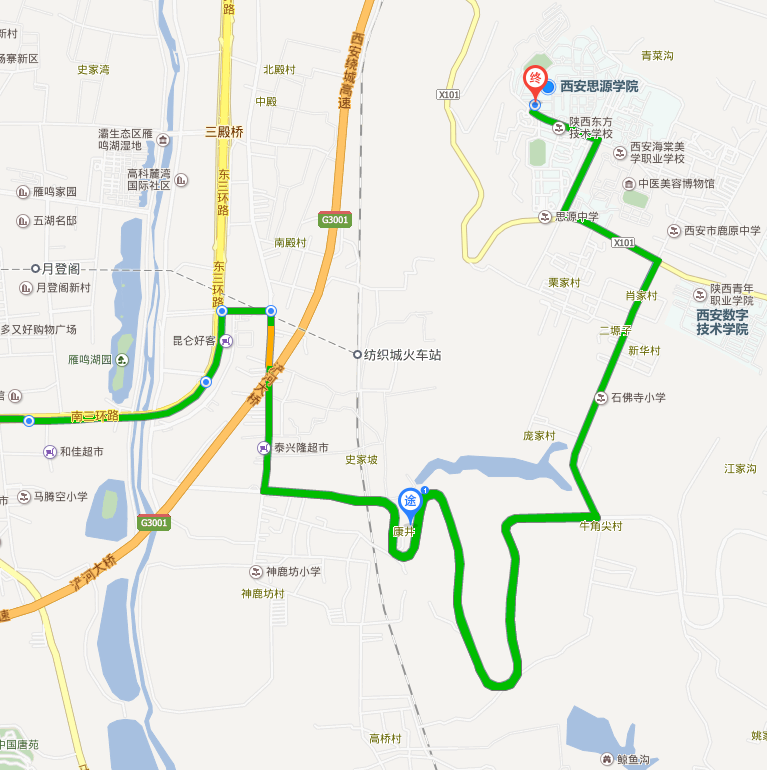 路
新村
杨寨新区
史家湾
北殿村
中殿
西安绕城高速
X101
青菜沟
终
西安思源学院
陕西东方
技术学校
灞生态区雁
鸣湖湿地
三殿桥
西安海棠美
学职业学校
高科麓湾
国际社区
东三环路
雁鸣家园
五湖名邸
中医美容博物馆
G3001
思源中学
西安市鹿原中学
南殿村
X101
月登阁
东三环路
月登阁新村
栗家村
肖家村
陕西青年
职业学院
多又好购物广场
昆仑好客
纺织城火车站
二塬子
西安数字
技术学院
雁鸣湖园
新华村
浐河大桥
石佛寺小学
南三环路
庞家村
和佳超市
泰兴隆超市
史家坡
江家沟
马腾空小学
途
G3001
康井
牛角尖村
浐河大桥
神鹿坊小学
神鹿坊村
速
高桥村
中国唐苑
姚家
鲸鱼沟